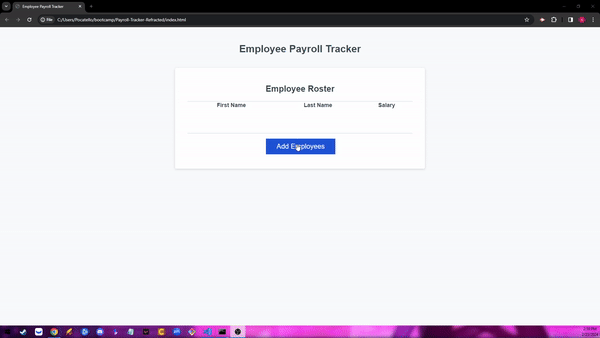 Employee Payroll Tracker
File
C:/Users/Pocatello/bootcamp/Payroll-Tracker-Refracted/index.html
Employee Payroll Tracker
Employee Roster
First Name Last Name Salary
Add Employees